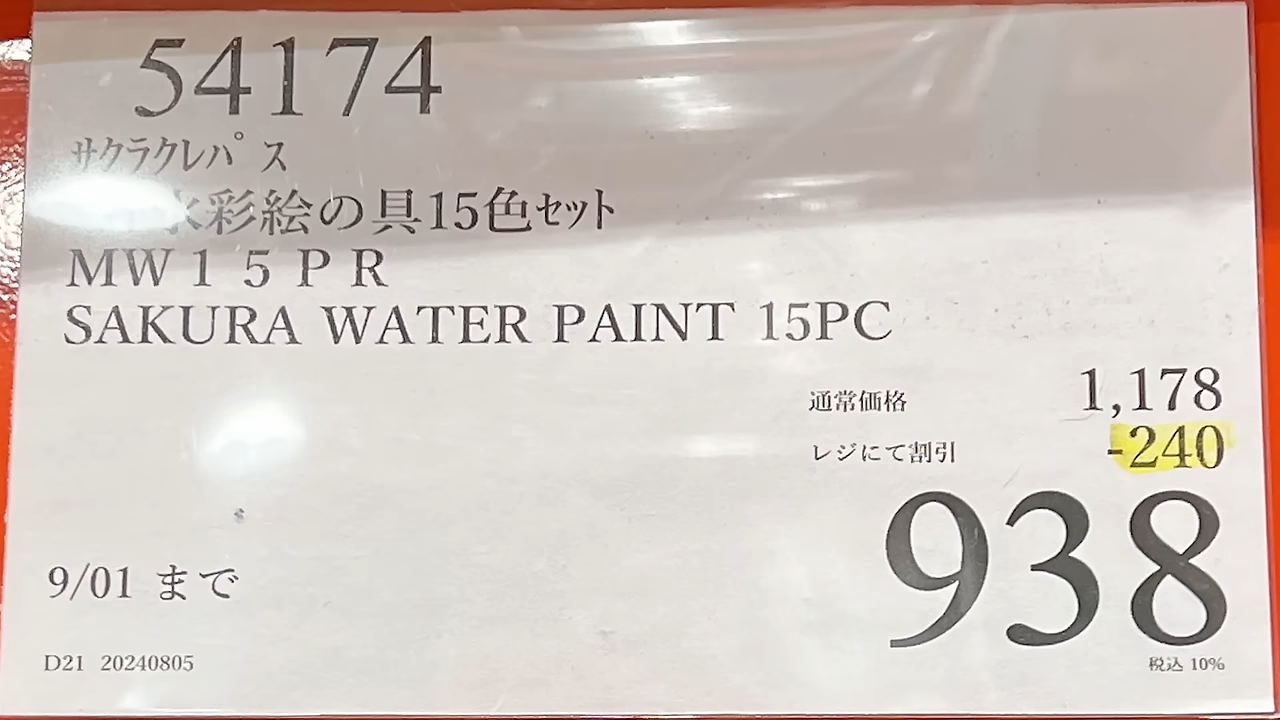 54174
サクラクレパス
水彩絵の具15色セット
MW15PR
SAKURA WATER PAINT 15PC
通常価格 1,178
レジにて割引 -240
938
9/01 まで
税込 10%
D21 20240805